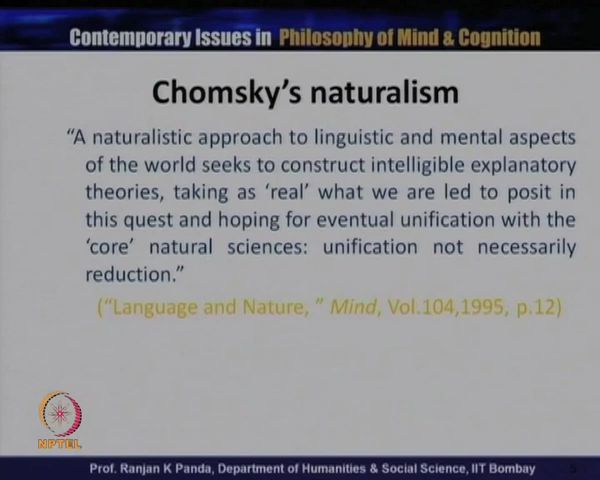 Contemporary Issues in Philosophy of Mind & Cognition
Chomsky's naturalism
"A naturalistic approach to linguistic and mental aspects
of the world seeks to construct intelligible explanatory
theories, taking as 'real' what we are led to posit in
this quest and hoping for eventual unification with the
'core' natural sciences: unification not necessarily
reduction."
("Language and Nature, " Mind, Vol.104,1995, p.12)
NPTEL
Prof. Ranjan K Panda, Department of Humanities & Social Science, IIT Bombay
5